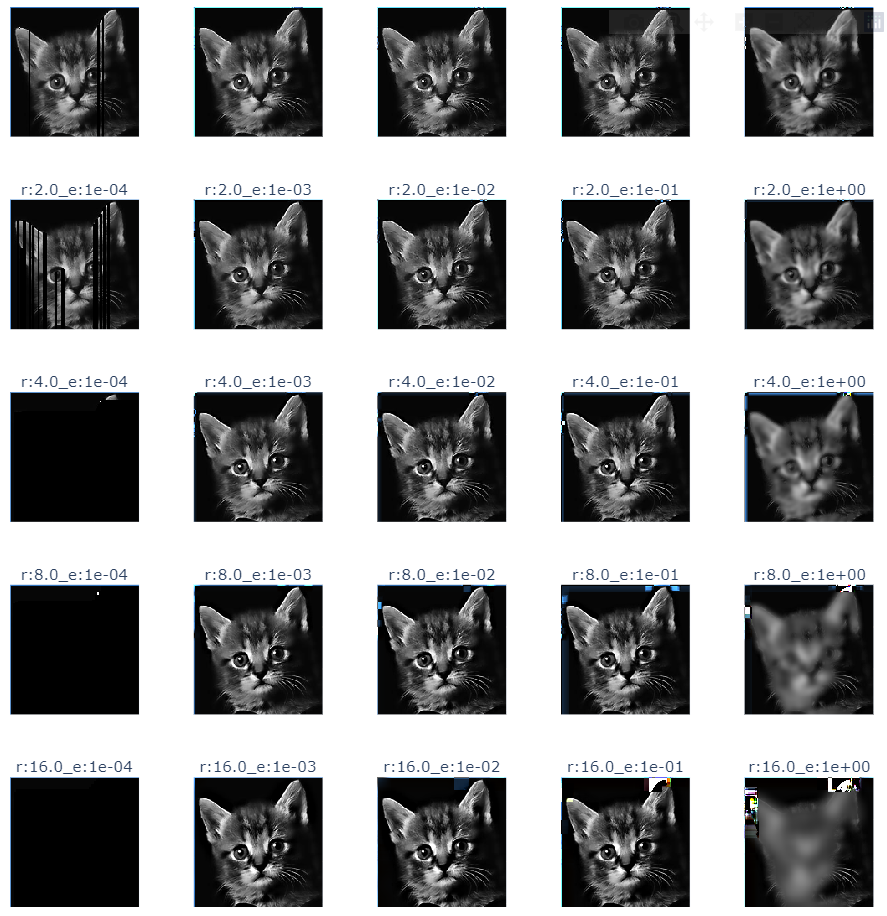 r:2.0_e:1e-04 r:2.0_e:1e-03 r:2.0_e:1e-02 r:2.0_e:1e-01 r:2.0_e:1e+00
r:4.0_e:1e-04 r:4.0_e:1e-03 r:4.0_e:1e-02 r:4.0_e:1e-01 r:4.0_e:1e+00
r:8.0_e:1e-04 r:8.0_e:1e-03 r:8.0_e:1e-02 r:8.0_e:1e-01 r:8.0_e:1e+00
r:16.0_e:1e-04 r:16.0_e:1e-03 r:16.0_e:1e-02 r:16.0_e:1e-01 r:16.0_e:1e+00